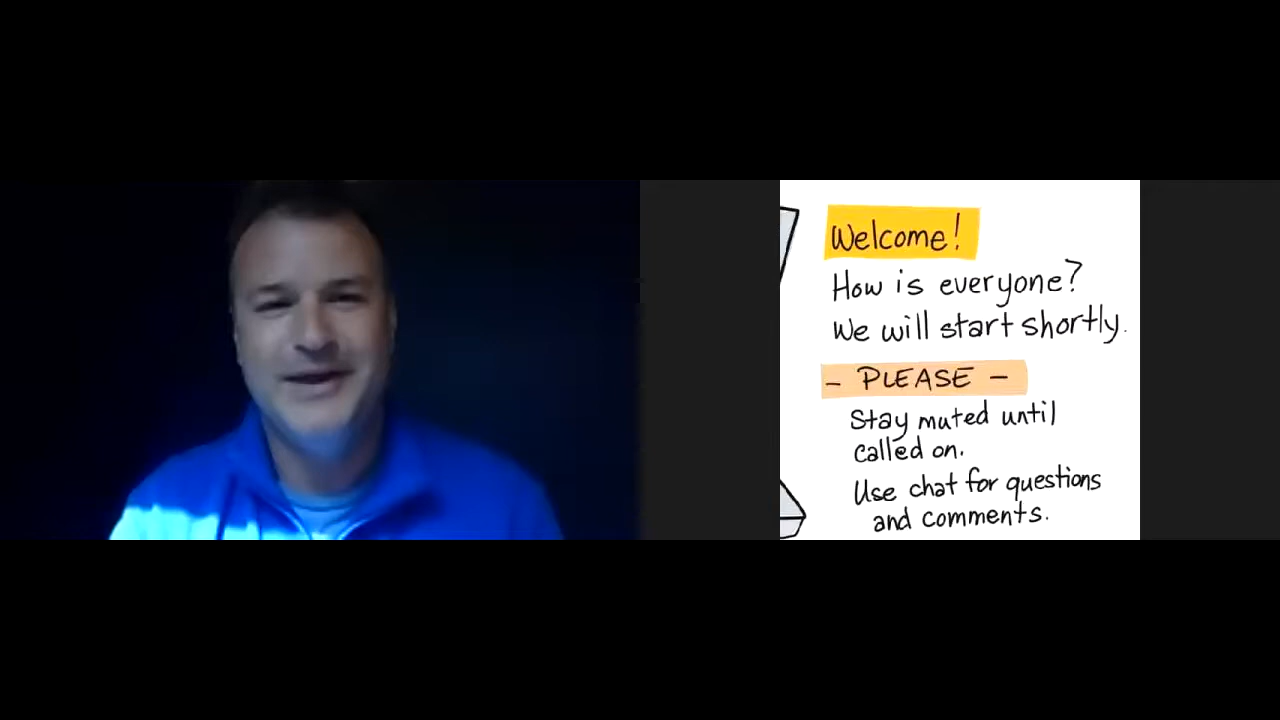 Welcome!
How is everyone?
We will start shortly.
- PLEASE -
Stay muted until
called on.
Use chat for questions
and comments.